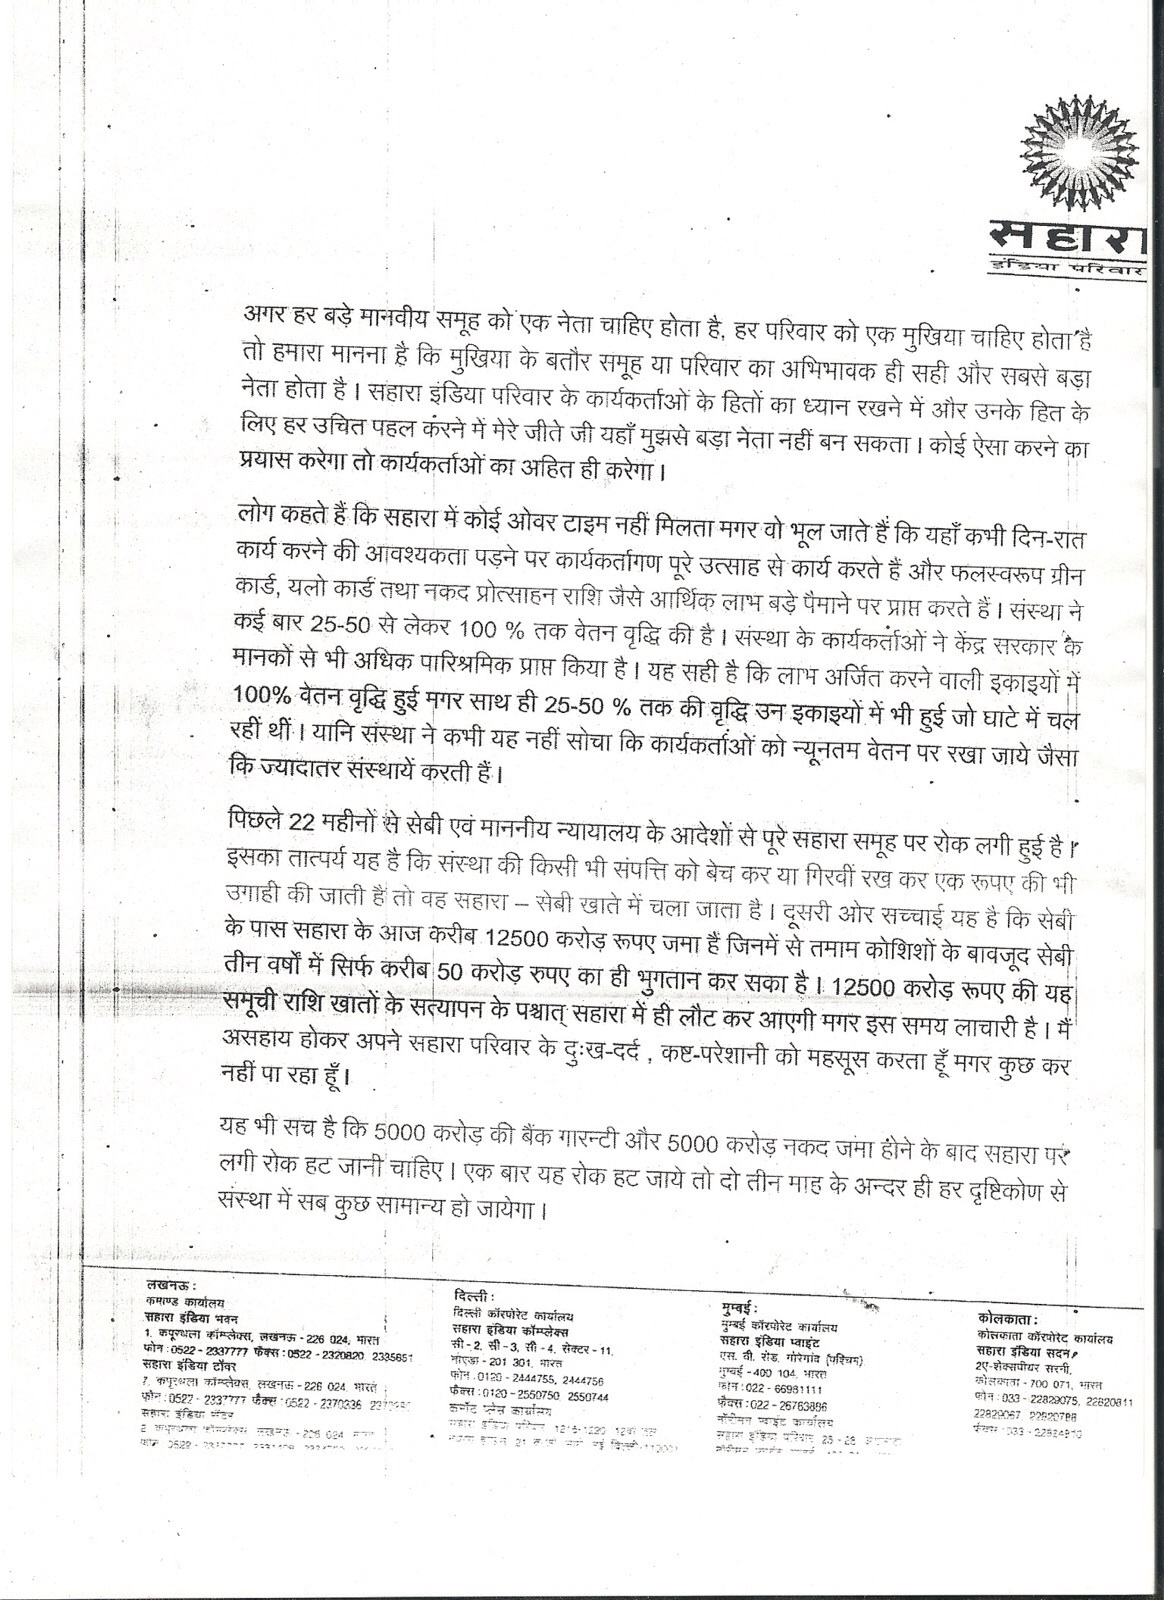 सहारा
इंडिया परिवार
अगर हर बड़े मानवीय समूह को एक नेता चाहिए होता है, हर परिवार को एक मुखिया चाहिए होता है
तो हमारा मानना है कि मुखिया के बतौर समूह या परिवार का अभिभावक ही सही और सबसे बड़ा
नेता होता है । सहारा इंडिया परिवार के कार्यकर्ताओं के हितों का ध्यान रखने में और उनके हित के
लिए हर उचित पहल करने में मेरे जीते जी यहाँ मुझसे बड़ा नेता नहीं बन सकता । कोई ऐसा करने का
प्रयास करेगा तो कार्यकर्ताओं का अहित ही करेगा ।
लोग कहते हैं कि सहारा में कोई ओवर टाइम नहीं मिलता मगर वो भूल जाते हैं कि यहाँ कभी दिन-रात
कार्य करने की आवश्यकता पड़ने पर कार्यकर्तागण पूरे उत्साह से कार्य करते हैं और फलस्वरूप ग्रीन
कार्ड, यलो कार्ड तथा नकद प्रोत्साहन राशि जैसे आर्थिक लाभ बड़े पैमाने पर प्राप्त करते हैं । संस्था ने
कई बार 25-50 से लेकर 100 % तक वेतन वृद्धि की है । संस्था के कार्यकर्ताओं ने केंद्र सरकार के
मानकों से भी अधिक पारिश्रमिक प्राप्त किया है । यह सही है कि लाभ अर्जित करने वाली इकाइयों में
100% वेतन वृद्धि हुई मगर साथ ही 25-50 % तक की वृद्धि उन इकाइयों में भी हुई जो घाटे में चल
रहीं थीं । यानि संस्था ने कभी यह नहीं सोचा कि कार्यकर्ताओं को न्यूनतम वेतन पर रखा जाये जैसा
कि ज्यादातर संस्थायें करती हैं ।
पिछले 22 महीनों से सेबी एवं माननीय न्यायालय के आदेशों से पूरे सहारा समूह पर रोक लगी हुई है ।
इसका तात्पर्य यह है कि संस्था की किसी भी संपत्ति को बेच कर या गिरवीं रख कर एक रूपए की भी
उगाही की जाती हैं तो वह सहारा – सेबी खाते में चला जाता है । दूसरी ओर सच्चाई यह है कि सेबी
के पास सहारा के आज करीब 12500 करोड़ रूपए जमा हैं जिनमें से तमाम कोशिशों के बावजूद सेबी
तीन वर्षों में सिर्फ करीब 50 करोड़ रुपए का ही भुगतान कर सका है । 12500 करोड़ रूपए की यह
समूची राशि खातों के सत्यापन के पश्चात् सहारा में ही लौट कर आएगी मगर इस समय लाचारी है । मैं
असहाय होकर अपने सहारा परिवार के दुःख-दर्द , कष्ट-परेशानी को महसूस करता हूँ मगर कुछ कर
नहीं पा रहा हूँ ।
यह भी सच है कि 5000 करोड़ की बैंक गारन्टी और 5000 करोड़ नकद जमा होने के बाद सहारा पर
लगी रोक हट जानी चाहिए । एक बार यह रोक हट जाये तो दो तीन माह के अन्दर ही हर दृष्टिकोण से
संस्था में सब कुछ सामान्य हो जायेगा ।
लखनऊ :
कमाण्ड कार्यालय
सहारा इंडिया भवन
1, कपूरथला कॉम्पलेक्स, लखनऊ - 226 024, भारत
फोन : 0522 - 2337777 फैक्स : 0522 - 2320820, 2335651
सहारा इंडिया टॉवर
7, कपूरथला कॉम्पलेक्स, लखनऊ - 226 024, भारत
फोन : 0522 - 2337777 फैक्स : 0522 - 2370336
सहारा इंडिया
2 कपूरथला कॉम्पलेक्स लखनऊ - 226 024
दिल्ली :
दिल्ली कॉरपोरेट कार्यालय
सहारा इंडिया कॉम्प्लेक्स
सी - 2, सी - 3, सी - 4, सेक्टर - 11,
नोएडा - 201 301, भारत
फोन : 0120 - 2444755, 2444756
फैक्स : 0120 - 2550750 2550744
कनॉट प्लेस कार्यालय
मुम्बई :
मुम्बई कॉरपोरेट कार्यालय
सहारा इंडिया प्वाइंट
एस. वी. रोड, गोरेगाँव (पश्चिम)
मुम्बई - 400 104, भारत
फोन : 022 - 66981111
फैक्स : 022 - 26763896
नॉरीमन प्वाइंट कार्यालय
कोलकाता :
कोलकाता कॉरपोरेट कार्यालय
सहारा इंडिया सदन
2ए-शेक्सपीयर सरनी,
कोलकाता - 700 071, भारत
फोन : 033 - 22829075, 22820811
22829067, 22820788